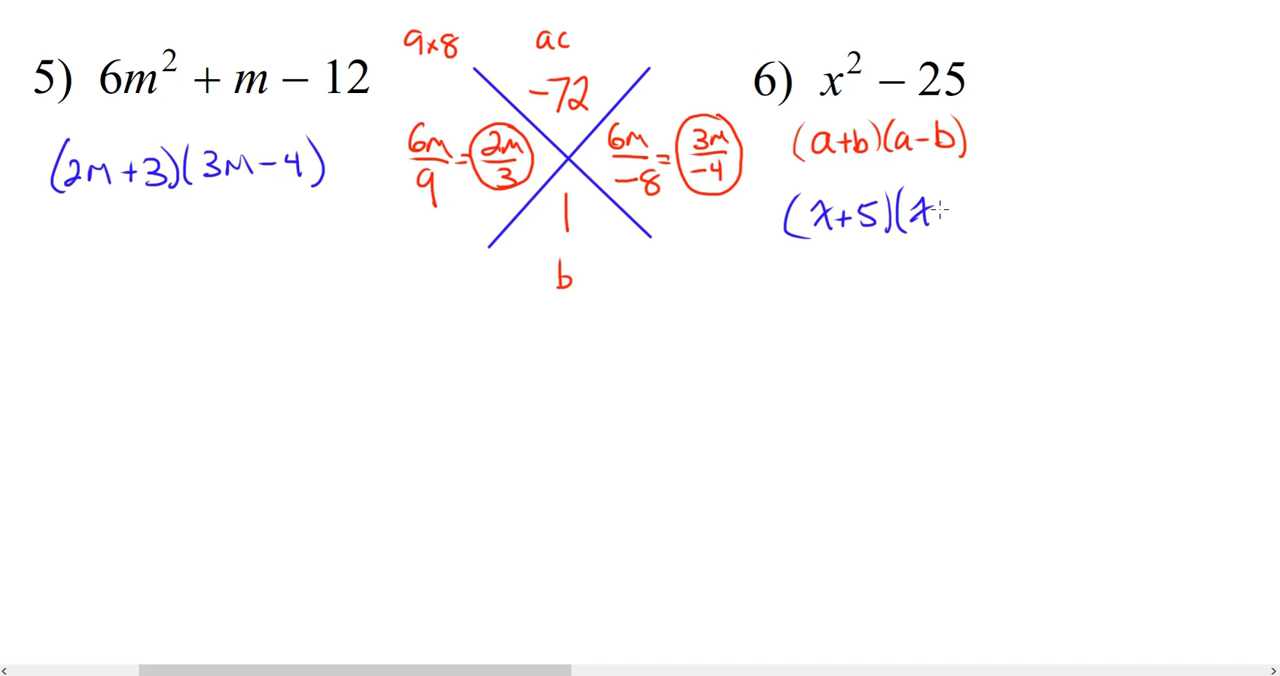 5) 6m² + m − 12
(2m+3)(3m−4)
9×8
ac
−72
6m/9 = 2m/3
6m/−8 = 3m/−4
1
b
6) x² − 25
(a+b)(a−b)
(x+5)(x